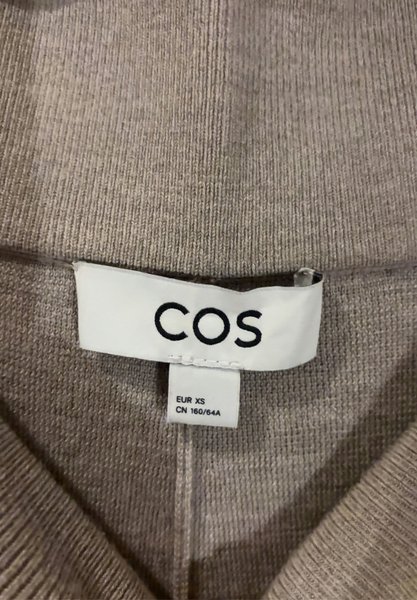 COS
EUR XS
CN 160/64A